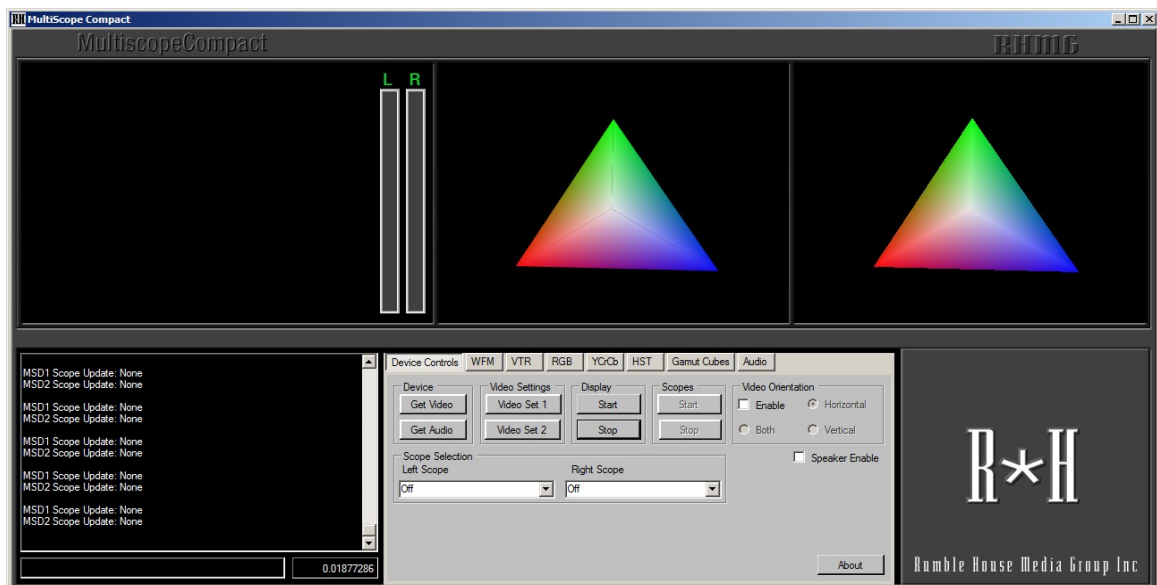 RH MultiScope Compact
MultiscopeCompact
RHMG
L R
MSD1 Scope Update: None
MSD2 Scope Update: None
MSD1 Scope Update: None
MSD2 Scope Update: None
MSD1 Scope Update: None
MSD2 Scope Update: None
MSD1 Scope Update: None
MSD2 Scope Update: None
MSD1 Scope Update: None
MSD2 Scope Update: None
0.01877286
Device Controls WFM VTR RGB YCrCb HST Gamut Cubes Audio
Device Video Settings Display Scopes Video Orientation
Get Video Video Set 1 Start Start Enable Horizontal
Get Audio Video Set 2 Stop Stop Both Vertical
Scope Selection Speaker Enable
Left Scope Right Scope
Off Off
About
R*H
Rumble House Media Group Inc